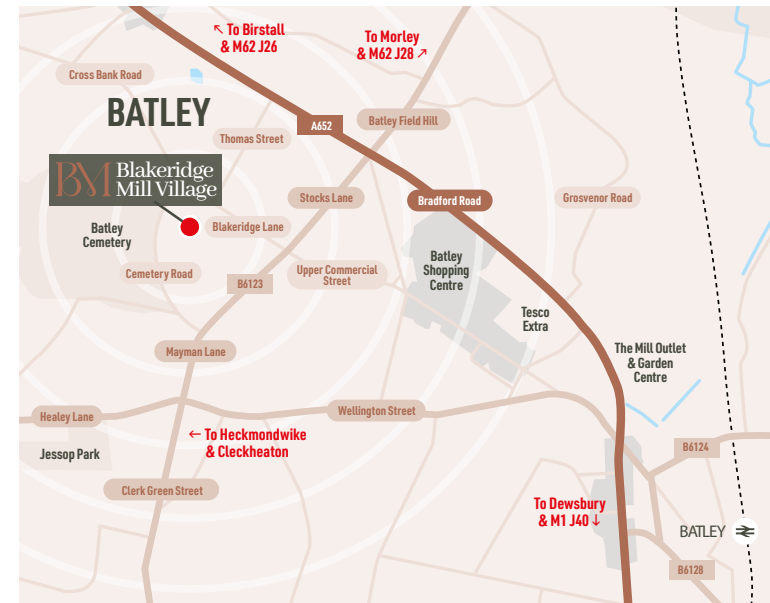 ↖ To Birstall
& M62 J26
To Morley
& M62 J28 ↗
Cross Bank Road
BATLEY
A652
Batley Field Hill
Thomas Street
BM Blakeridge
Mill Village
Stocks Lane
Bradford Road
Grosvenor Road
Batley
Cemetery
Blakeridge Lane
Batley
Shopping
Centre
Cemetery Road
B6123
Upper Commercial
Street
Tesco
Extra
Mayman Lane
The Mill Outlet
& Garden
Centre
Healey Lane
Wellington Street
← To Heckmondwike
& Cleckheaton
Jessop Park
B6124
Clerk Green Street
To Dewsbury
& M1 J40 ↓
BATLEY
B6128